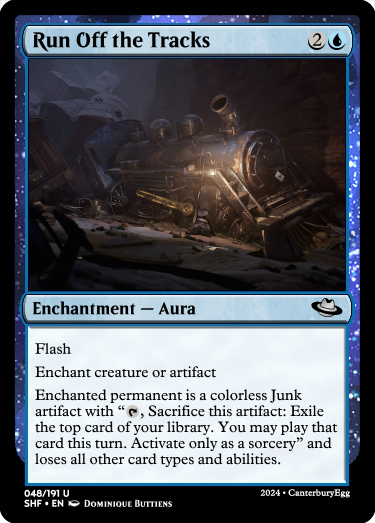 Run Off the Tracks 2
Enchantment — Aura
Flash
Enchant creature or artifact
Enchanted permanent is a colorless Junk
artifact with “, Sacrifice this artifact: Exile
the top card of your library. You may play that
card this turn. Activate only as a sorcery” and
loses all other card types and abilities.
048/191 U
SHF • EN Dominique Buttiens
2024 • CanterburyEgg